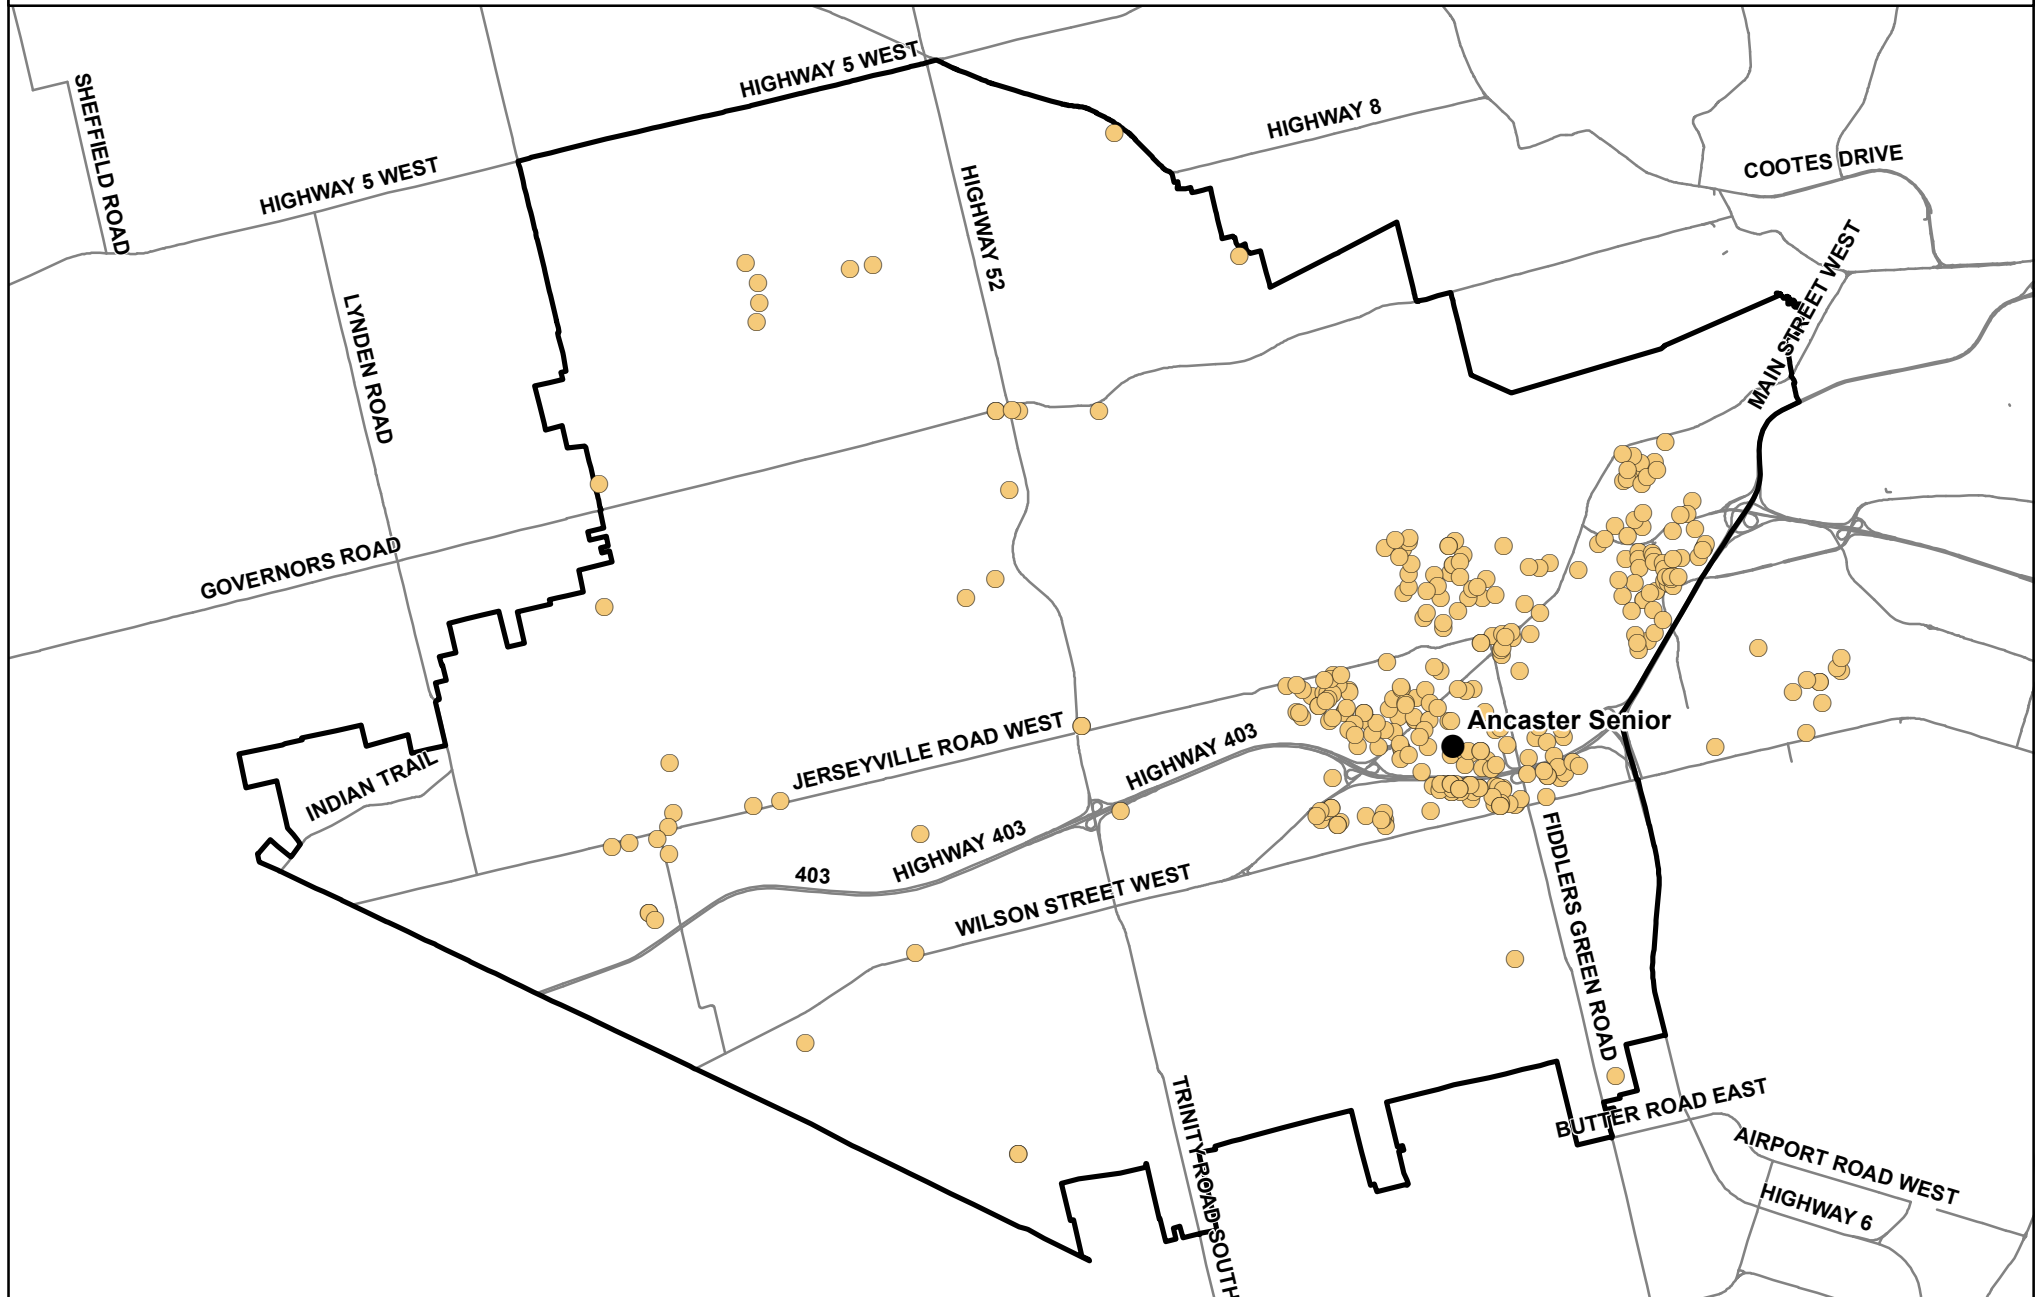 HIGHWAY 5 WEST
SHEFFIELD ROAD
HIGHWAY 8
COOTES DRIVE
HIGHWAY 5 WEST
HIGHWAY 52
MAIN STREET WEST
LYNDEN ROAD
GOVERNORS ROAD
Ancaster Senior
JERSEYVILLE ROAD WEST
HIGHWAY 403
INDIAN TRAIL
HIGHWAY 403
403
WILSON STREET WEST
FIDDLERS GREEN ROAD
TRINITY ROAD SOUTH
BUTTER ROAD EAST
AIRPORT ROAD WEST
HIGHWAY 6